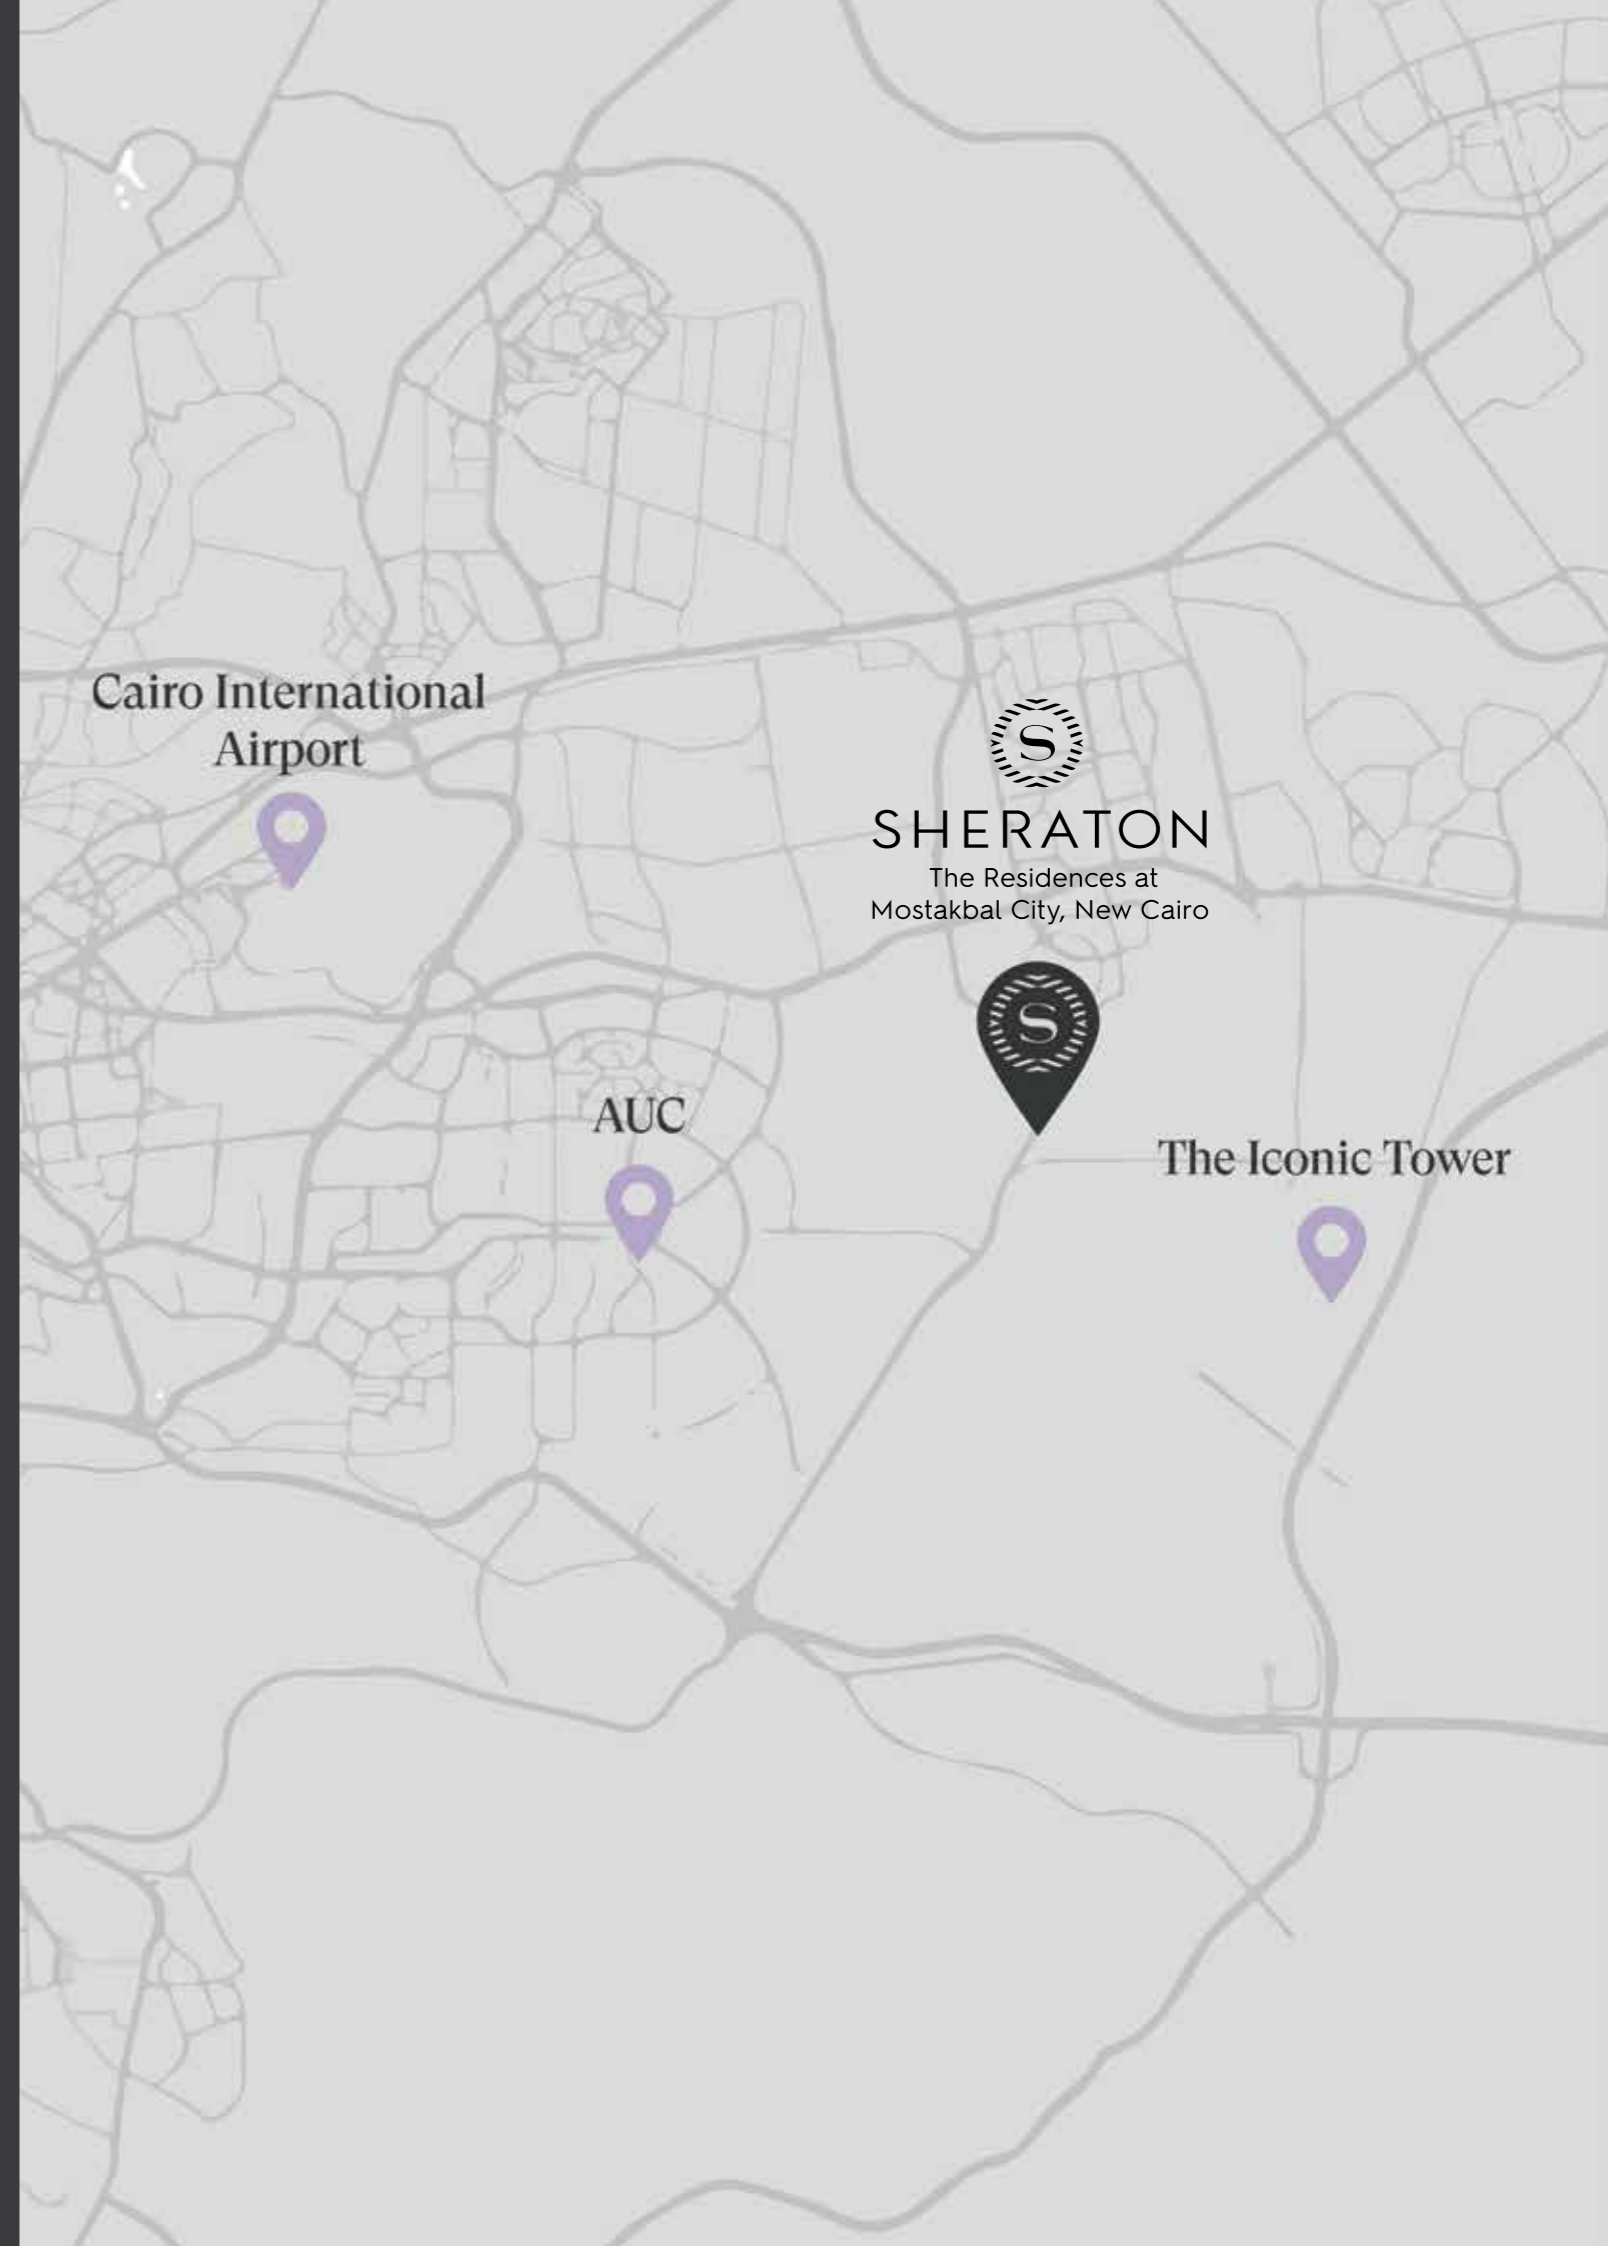 Cairo International
Airport
S
SHERATON
The Residences at
Mostakbal City, New Cairo
S
AUC
The Iconic Tower